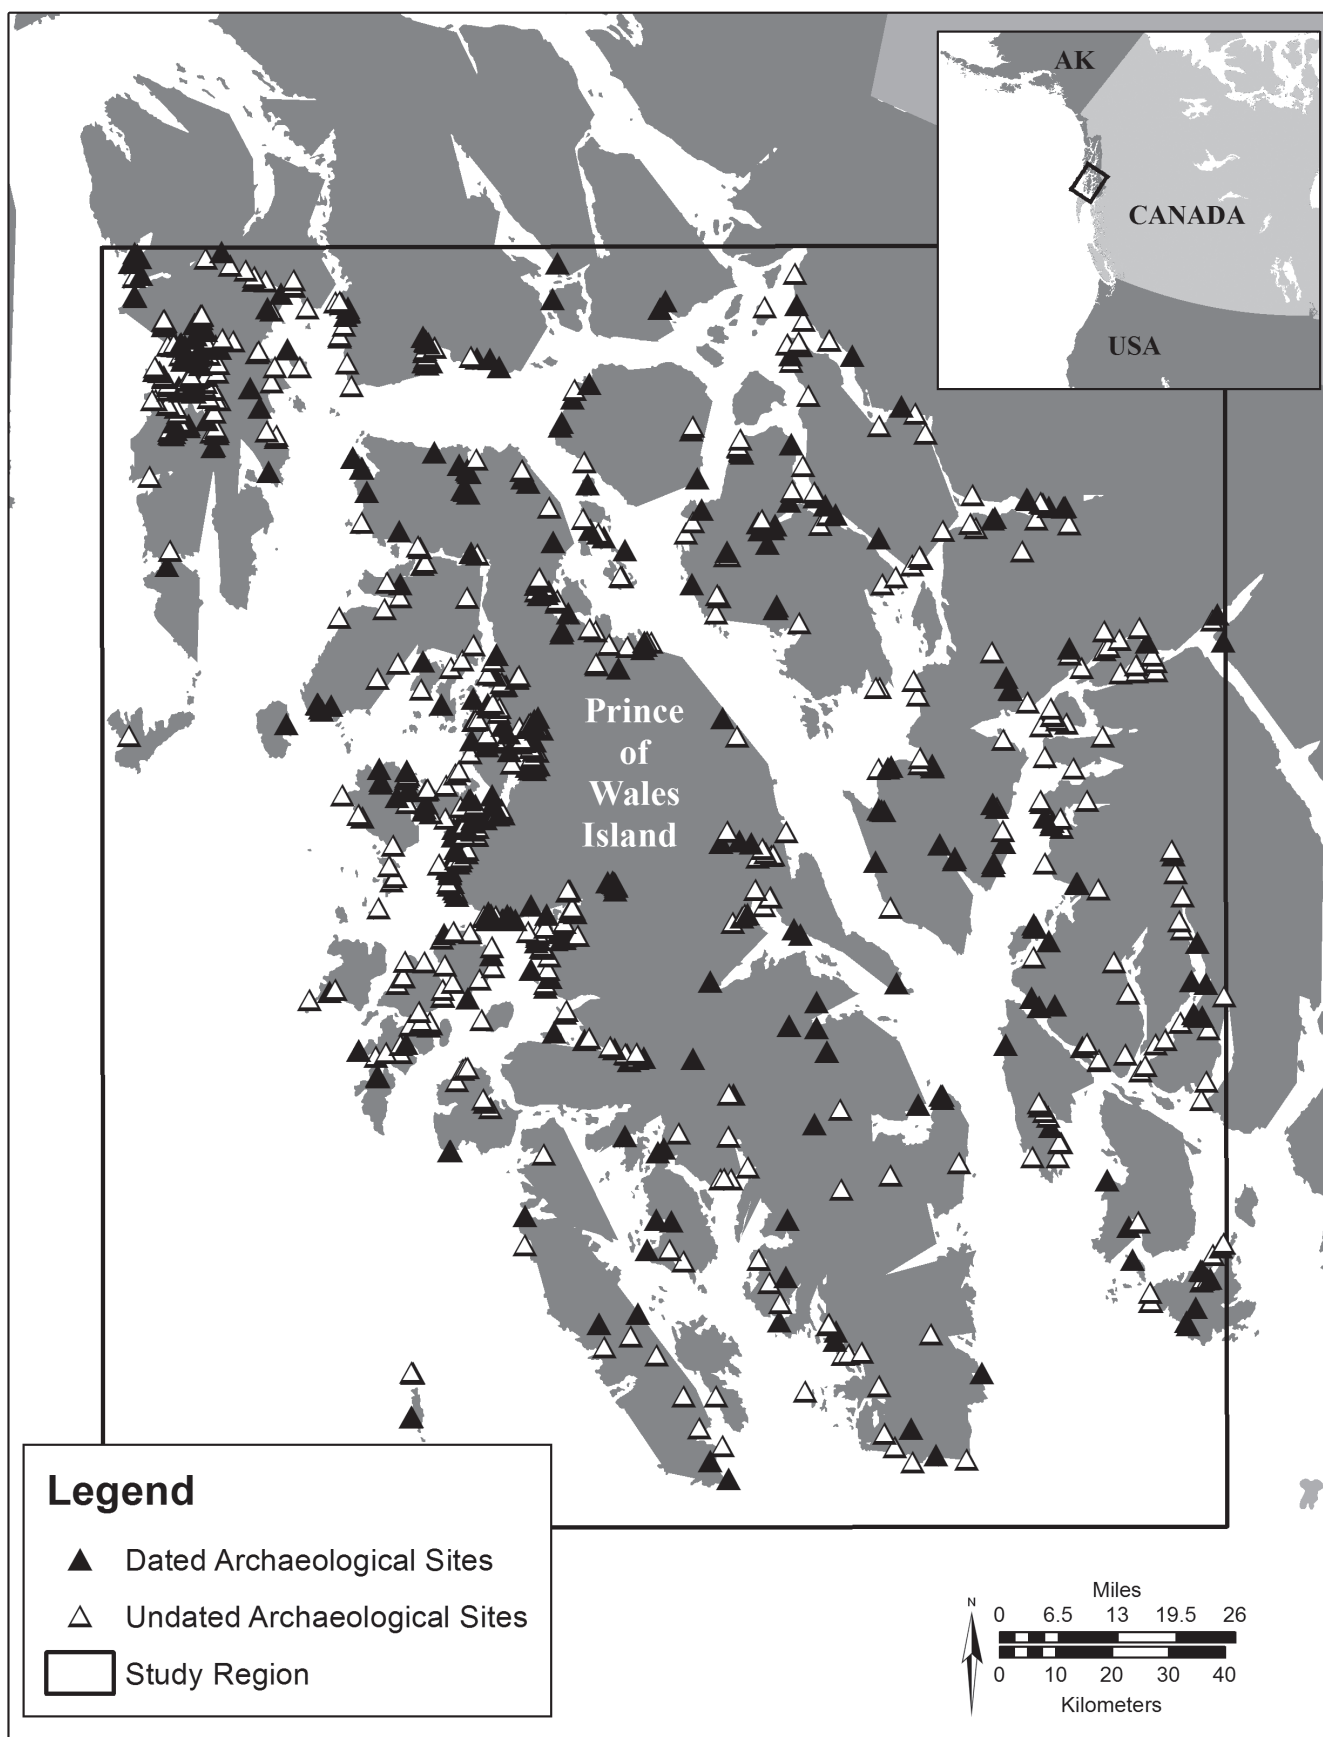 AK
CANADA
USA
Prince
of
Wales
Island
Legend
Dated Archaeological Sites
Undated Archaeological Sites
Study Region
N
Miles
0 6.5 13 19.5 26
0 10 20 30 40
Kilometers